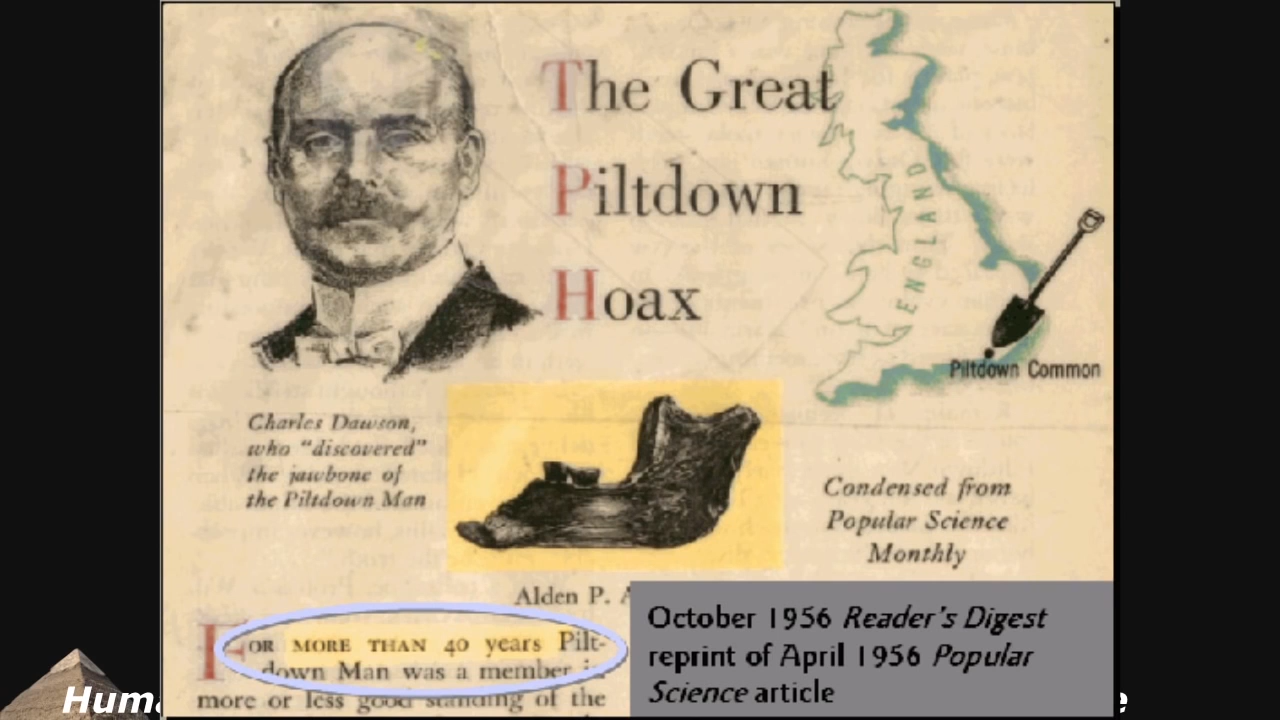 The Great
Piltdown
Hoax
ENGLAND
Piltdown Common
Charles Dawson,
who "discovered"
the jawbone of
the Piltdown Man
Condensed from
Popular Science
Monthly
Alden P.
FOR MORE THAN 40 years Pilt-
down Man was a member
more or less good standing of the
October 1956 Reader's Digest
reprint of April 1956 Popular
Science article